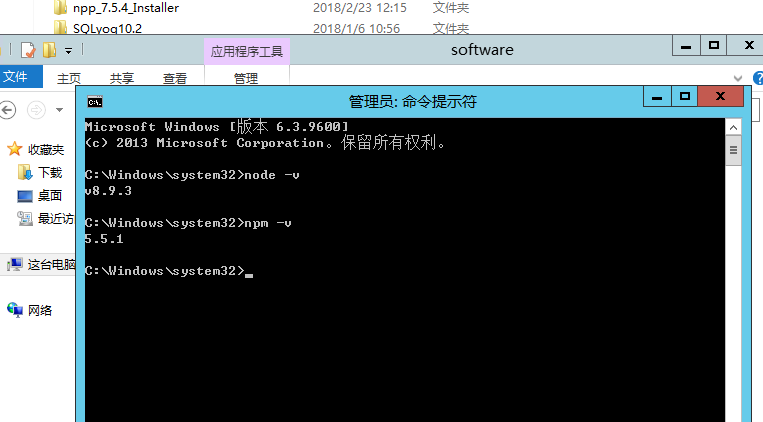 npp_7.5.4_Installer 2018/2/23 12:15 文件夹
SQLyog10.2 2018/1/6 10:56 文件夹
应用程序工具 software
文件 主页 共享 查看 管理
管理员: 命令提示符
Microsoft Windows [版本 6.3.9600]
(c) 2013 Microsoft Corporation。保留所有权利。
收藏夹
下载
C:\Windows\system32>node -v
v8.9.3
桌面
最近访
C:\Windows\system32>npm -v
5.5.1
这台电脑
C:\Windows\system32>
网络